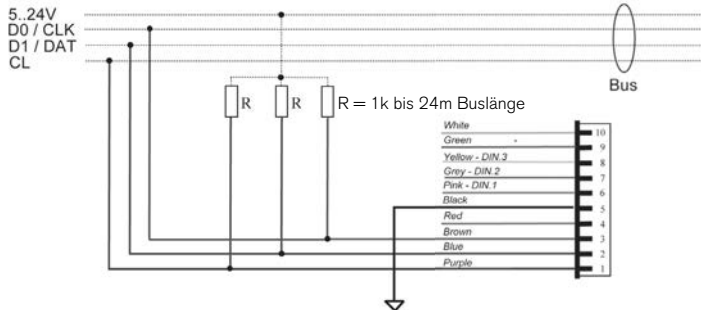 5..24V
D0 / CLK
D1 / DAT
CL
Bus
R
R
R = 1k bis 24m Buslänge
White
10
Green
9
Yellow - DIN.3
8
Grey - DIN.2
7
Pink - DIN.1
6
Black
5
Red
4
Brown
3
Blue
2
Purple
1